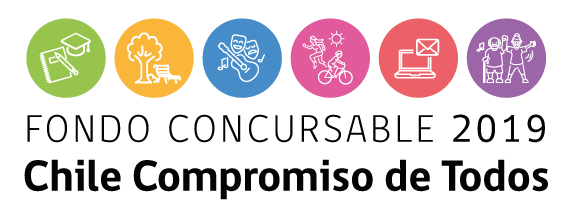 FONDO CONCURSABLE 2019
Chile Compromiso de Todos